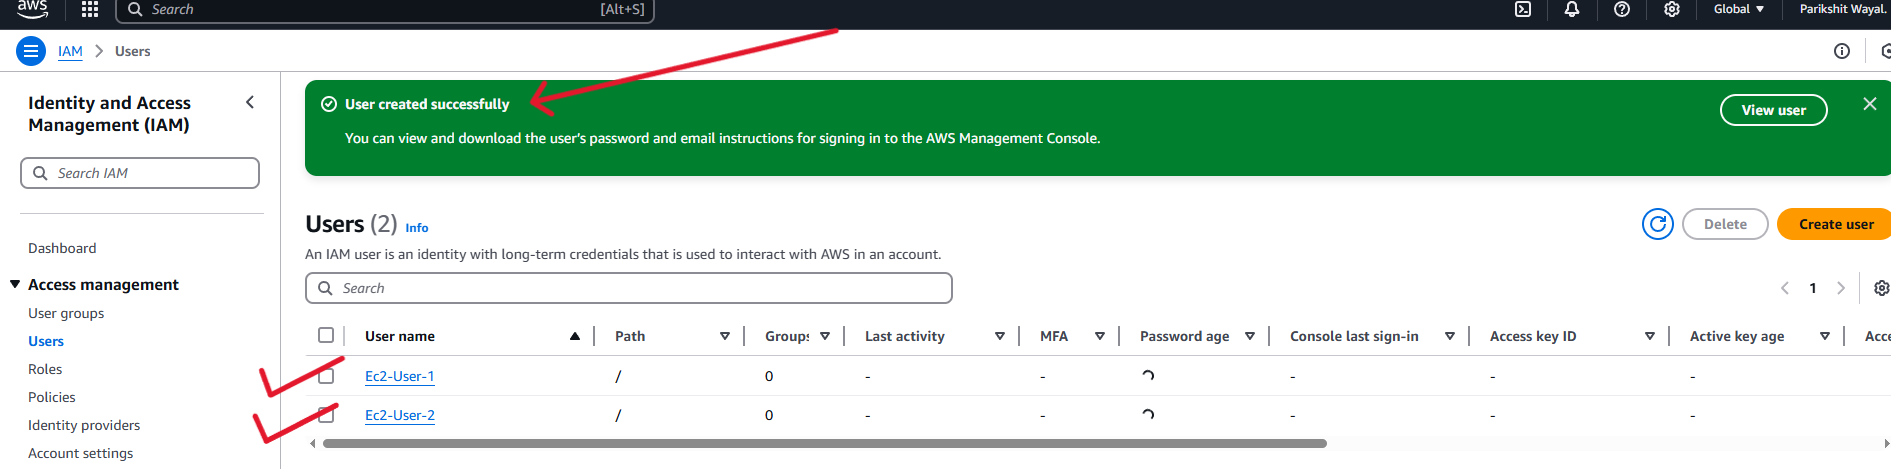 aws
Search
[Alt+S]
Global
Parikshit Wayal.
IAM
Users
Identity and Access
Management (IAM)
Search IAM
Dashboard
Access management
User groups
Users
Roles
Policies
Identity providers
Account settings
User created successfully
You can view and download the user's password and email instructions for signing in to the AWS Management Console.
View user
Users (2) Info
Delete
Create user
An IAM user is an identity with long-term credentials that is used to interact with AWS in an account.
Search
1
User name Path Groups Last activity MFA Password age Console last sign-in Access key ID Active key age Acce
Ec2-User-1 / 0 - - - - -
Ec2-User-2 / 0 - - - - -